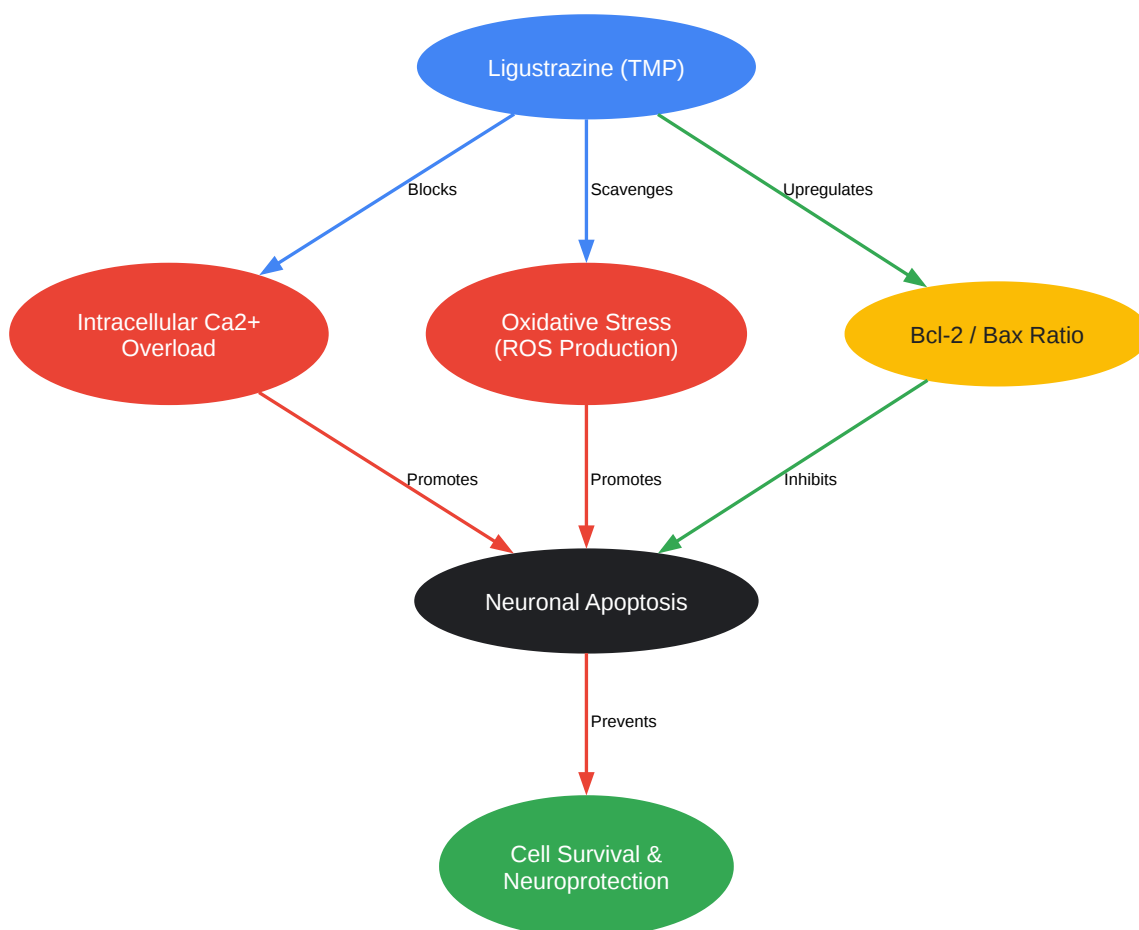 Ligustrazine (TMP)
Blocks
Scavenges
Upregulates
Intracellular Ca2+
Overload
Oxidative Stress
(ROS Production)
Bcl-2 / Bax Ratio
Promotes
Promotes
Inhibits
Neuronal Apoptosis
Prevents
Cell Survival &
Neuroprotection